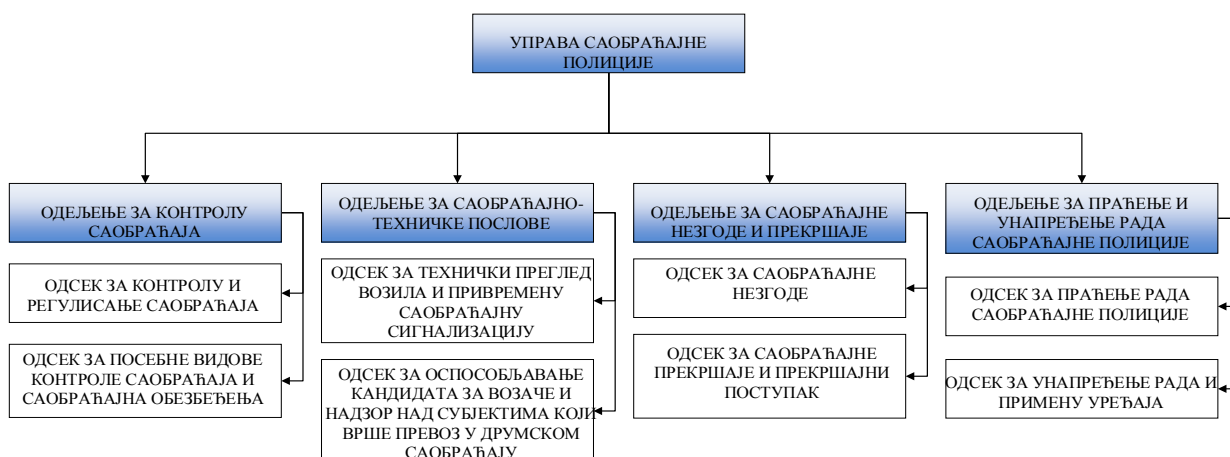 УПРАВА САОБРАЋАЈНЕ
ПОЛИЦИЈЕ
ОДЕЉЕЊЕ ЗА КОНТРОЛУ
САОБРАЋАЈА
ОДСЕК ЗА КОНТРОЛУ И
РЕГУЛИСАЊЕ САОБРАЋАЈА
ОДСЕК ЗА ПОСЕБНЕ ВИДОВЕ
КОНТРОЛЕ САОБРАЋАЈА И
САОБРАЋАЈНА ОБЕЗБЕЂЕЊА
ОДЕЉЕЊЕ ЗА САОБРАЋАЈНО-
ТЕХНИЧКЕ ПОСЛОВЕ
ОДСЕК ЗА ТЕХНИЧКИ ПРЕГЛЕД
ВОЗИЛА И ПРИВРЕМЕНУ
САОБРАЋАЈНУ
СИГНАЛИЗАЦИЈУ
ОДСЕК ЗА ОСПОСОБЉАВАЊЕ
КАНДИДАТА ЗА ВОЗАЧЕ И
НАДЗОР НАД СУБЈЕКТИМА КОЈИ
ВРШЕ ПРЕВОЗ У ДРУМСКОМ
САОБРАЋАЈУ
ОДЕЉЕЊЕ ЗА САОБРАЋАЈНЕ
НЕЗГОДЕ И ПРЕКРШАЈЕ
ОДСЕК ЗА САОБРАЋАЈНЕ
НЕЗГОДЕ
ОДСЕК ЗА САОБРАЋАЈНЕ
ПРЕКРШАЈЕ И ПРЕКРШАЈНИ
ПОСТУПАК
ОДЕЉЕЊЕ ЗА ПРАЋЕЊЕ И
УНАПРЕЂЕЊЕ РАДА
САОБРАЋАЈНЕ ПОЛИЦИЈЕ
ОДСЕК ЗА ПРАЋЕЊЕ РАДА
САОБРАЋАЈНЕ ПОЛИЦИЈЕ
ОДСЕК ЗА УНАПРЕЂЕЊЕ РАДА И
ПРИМЕНУ УРЕЂАЈА